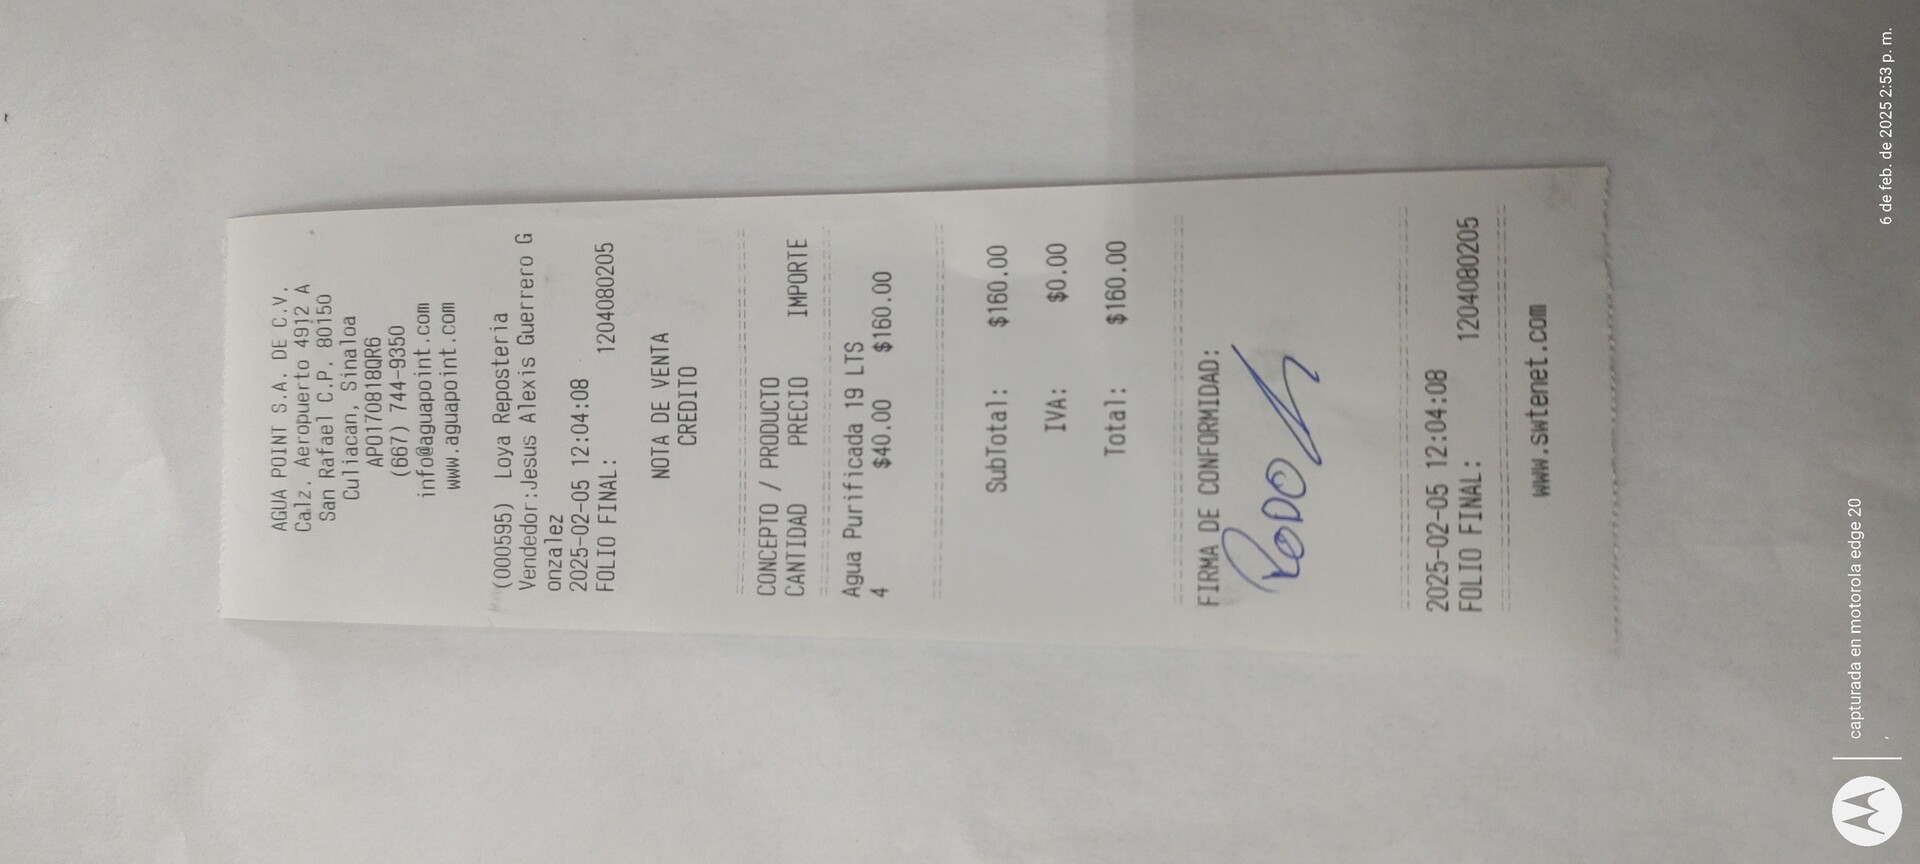 AGUA POINT S.A. DE C.V.
Calz. Aeropuerto 4912 A
San Rafael C.P. 80150
Culiacan, Sinaloa
APO170818QR6
(667) 744-9350
info@aguapoint.com
www.aguapoint.com
(000595) Loya Reposteria
Vendedor:Jesus Alexis Guerrero G
onzalez
2025-02-05 12:04:08
FOLIO FINAL: 1204080205
NOTA DE VENTA
CREDITO
CONCEPTO / PRODUCTO
CANTIDAD PRECIO IMPORTE
Agua Purificada 19 LTS
4 $40.00 $160.00
SubTotal: $160.00
IVA: $0.00
Total: $160.00
FIRMA DE CONFORMIDAD:
2025-02-05 12:04:08
FOLIO FINAL: 1204080205
www.swtenet.com
capturada en motorola edge 20
6 de feb. de 2025 2:53 p. m.